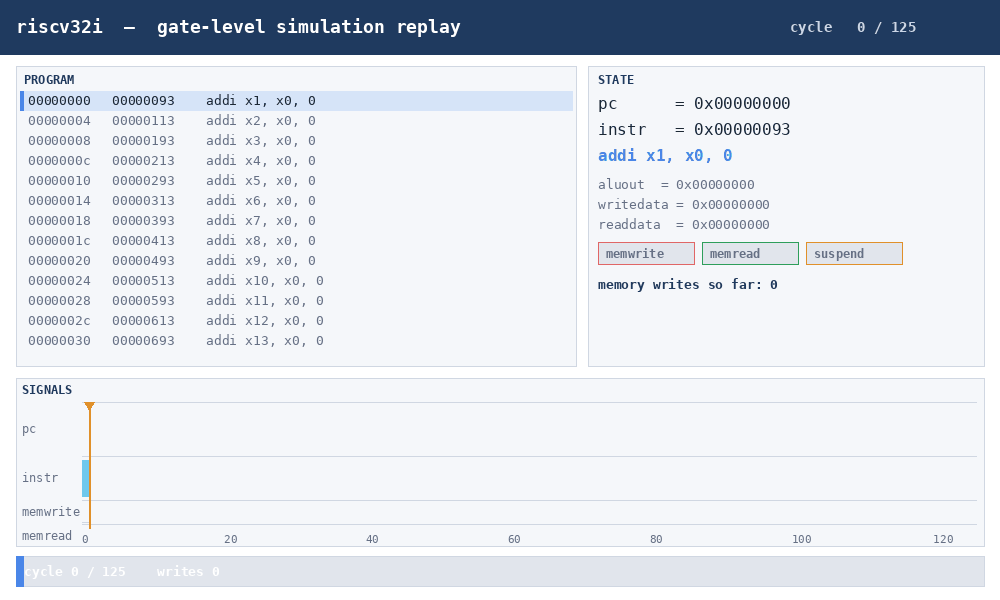 riscv32i — gate-level simulation replay cycle 0 / 125
PROGRAM
00000000 00000093 addi x1, x0, 0
00000004 00000113 addi x2, x0, 0
00000008 00000193 addi x3, x0, 0
0000000c 00000213 addi x4, x0, 0
00000010 00000293 addi x5, x0, 0
00000014 00000313 addi x6, x0, 0
00000018 00000393 addi x7, x0, 0
0000001c 00000413 addi x8, x0, 0
00000020 00000493 addi x9, x0, 0
00000024 00000513 addi x10, x0, 0
00000028 00000593 addi x11, x0, 0
0000002c 00000613 addi x12, x0, 0
00000030 00000693 addi x13, x0, 0
STATE
pc = 0x00000000
instr = 0x00000093
addi x1, x0, 0
aluout = 0x00000000
writedata = 0x00000000
readdata = 0x00000000
memwrite memread suspend
memory writes so far: 0
SIGNALS
pc
instr
memwrite
memread
0 20 40 60 80 100 120
cycle 0 / 125 writes 0